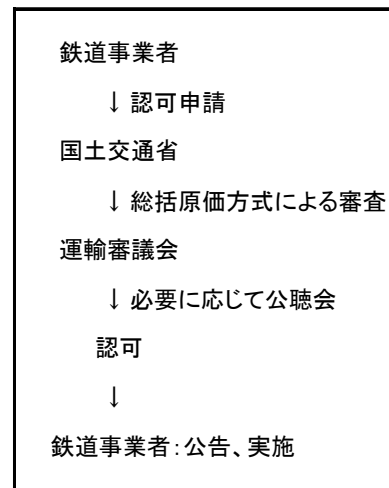 鉄道事業者
↓ 認可申請
国土交通省
↓ 総括原価方式による審査
運輸審議会
↓ 必要に応じて公聴会
認可
↓
鉄道事業者：公告、実施